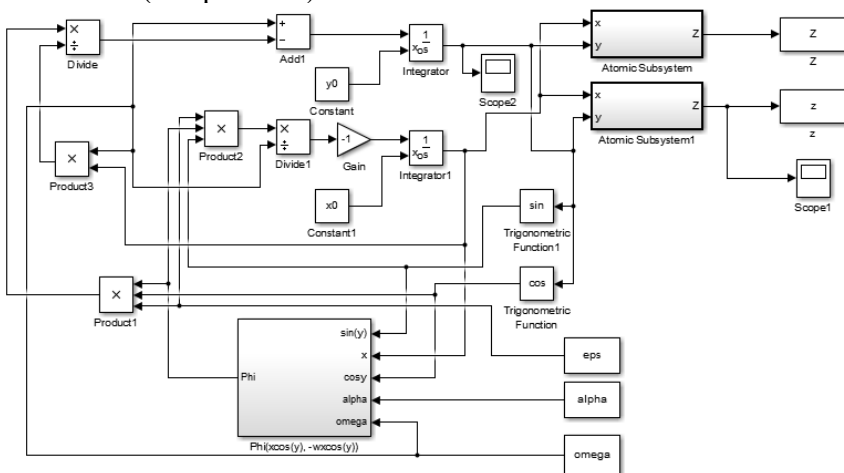 ×
÷
Divide
+
−
Add1
y0
Constant
1
s
xo
Integrator
Scope2
x
y
Z
Atomic Subsystem
Z
Z
×
Product3
×
Product2
×
÷
Divide1
-1
Gain
1
s
xo
Integrator1
x0
Constant1
x
y
Z
Atomic Subsystem1
z
z
Scope1
sin
Trigonometric
Function1
cos
Trigonometric
Function
×
Product1
sin(y)
x
Phi
cosy
alpha
omega
Phi(xcos(y), -wxcos(y))
eps
alpha
omega